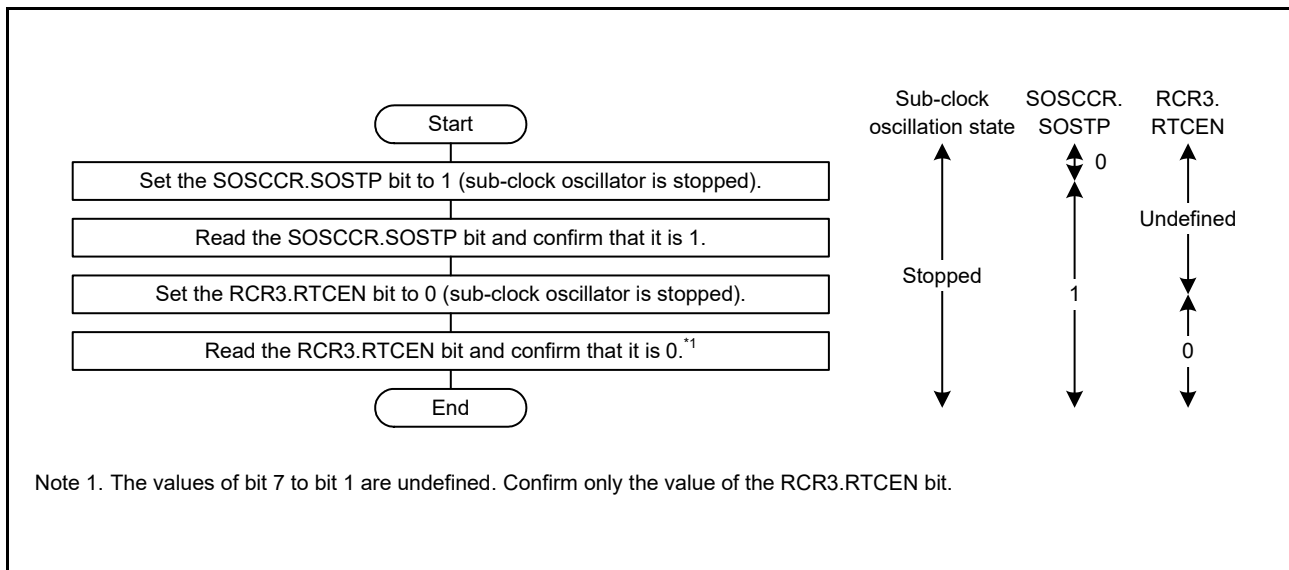 Start
Set the SOSCCR.SOSTP bit to 1 (sub-clock oscillator is stopped).
Read the SOSCCR.SOSTP bit and confirm that it is 1.
Set the RCR3.RTCEN bit to 0 (sub-clock oscillator is stopped).
Read the RCR3.RTCEN bit and confirm that it is 0.*1
End
Sub-clock
oscillation state
Stopped
SOSCCR.
SOSTP
0
1
RCR3.
RTCEN
Undefined
0
Note 1. The values of bit 7 to bit 1 are undefined. Confirm only the value of the RCR3.RTCEN bit.